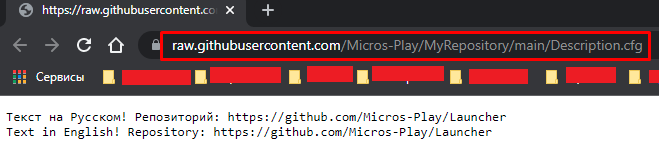 https://raw.githubusercontent.co
raw.githubusercontent.com/Micros-Play/MyRepository/main/Description.cfg
Сервисы
Текст на Русском! Репозиторий: https://github.com/Micros-Play/Launcher
Text in English! Repository: https://github.com/Micros-Play/Launcher